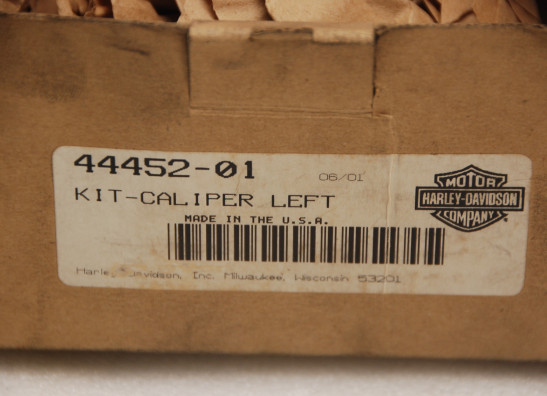 44452-01 06/01
KIT-CALIPER LEFT
MADE IN THE U.S.A.
MOTOR
HARLEY-DAVIDSON
COMPANY
Inc. Milwaukee, Wisconsin 53201